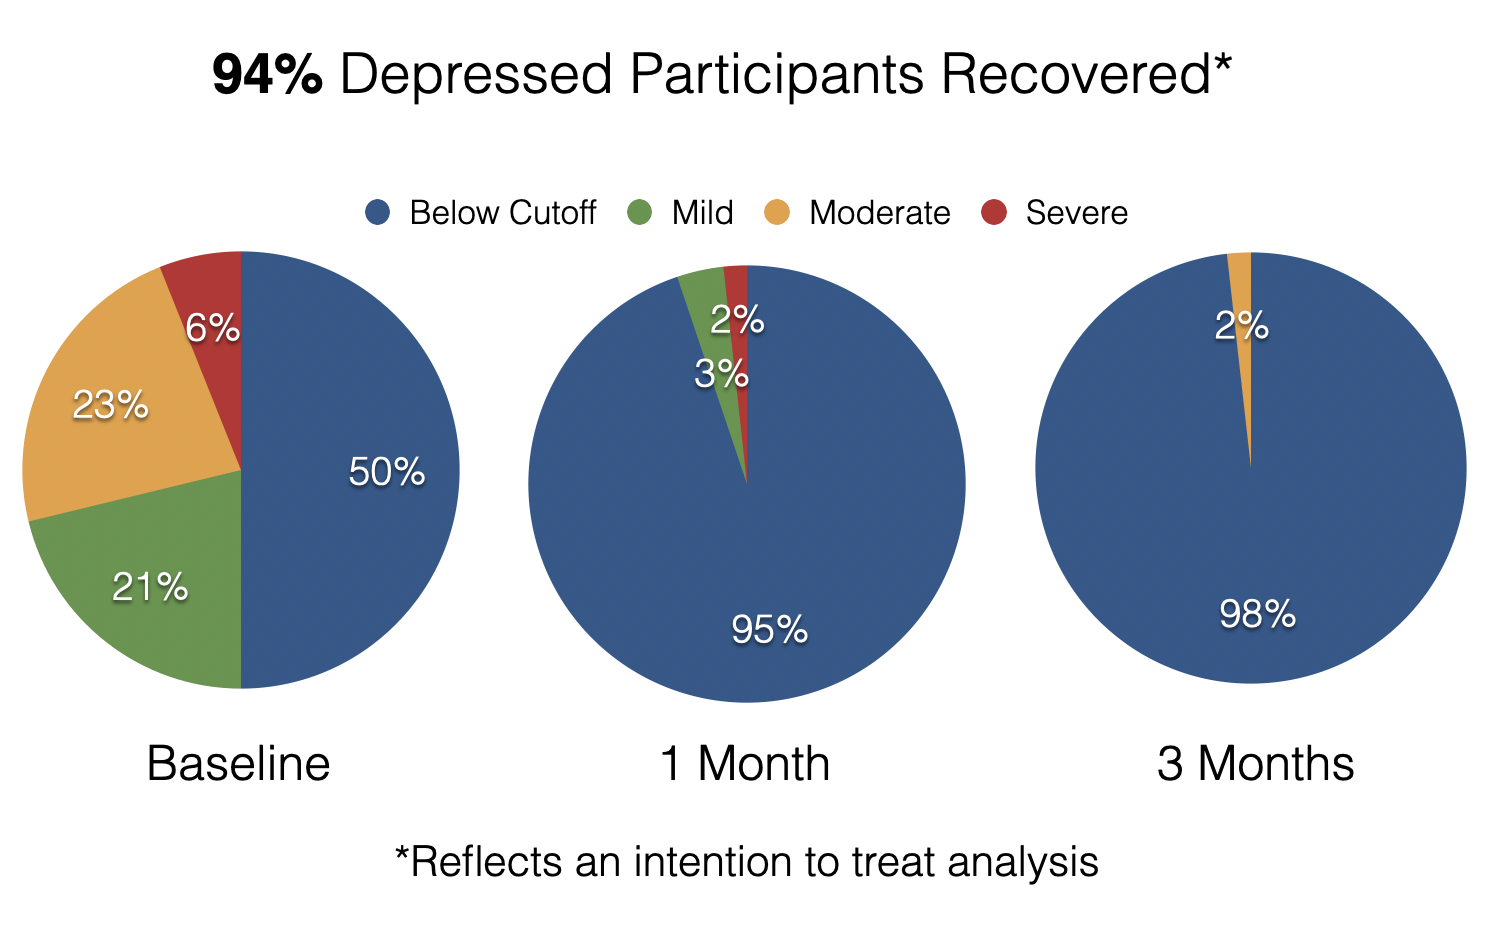 94% Depressed Participants Recovered*
Below Cutoff Mild Moderate Severe
6%
23%
50%
21%
2%
3%
95%
2%
98%
Baseline
1 Month
3 Months
*Reflects an intention to treat analysis